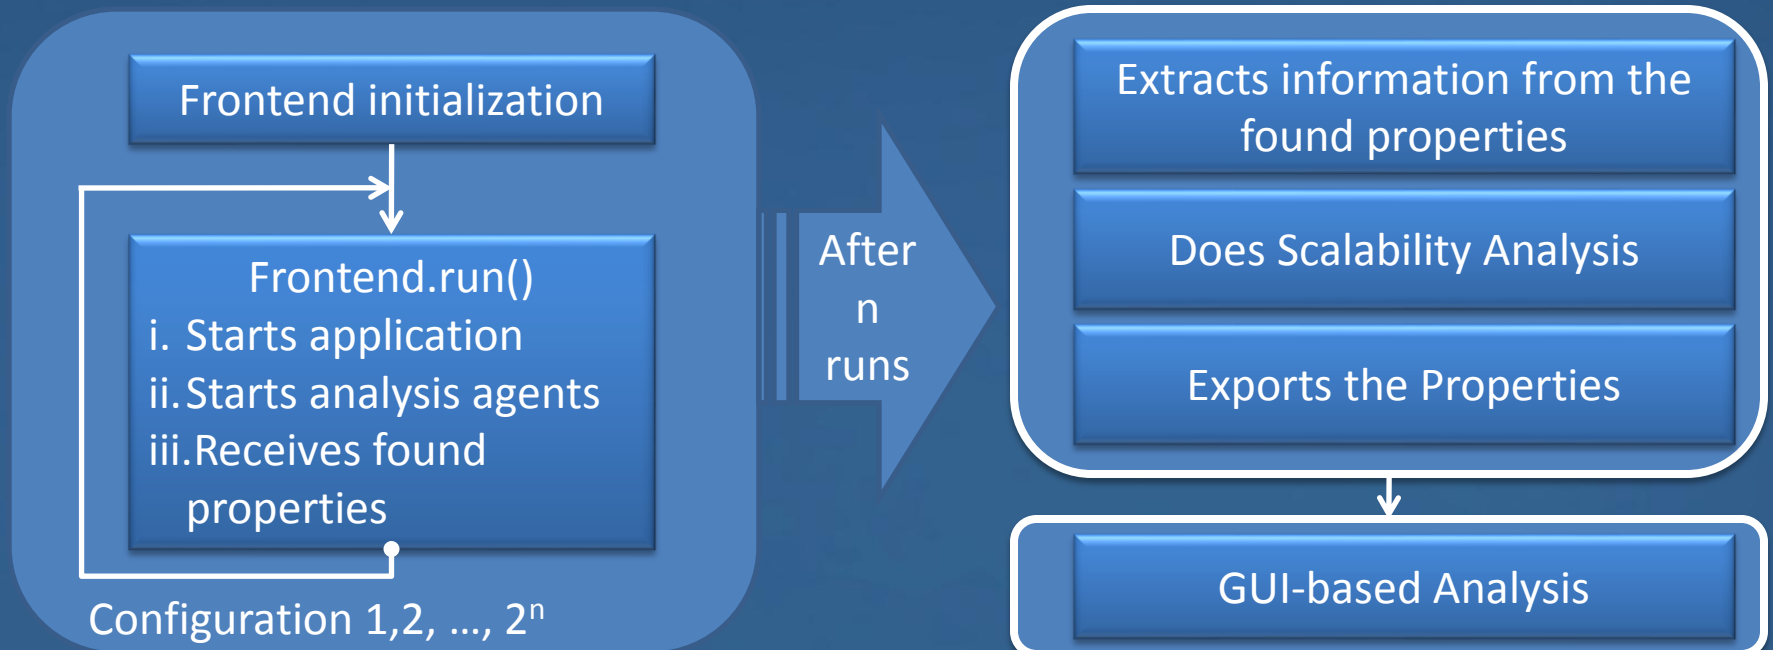 Frontend initialization
Frontend.run()
i. Starts application
ii. Starts analysis agents
iii. Receives found
properties
Configuration 1,2, ..., 2ⁿ
After
n
runs
Extracts information from the
found properties
Does Scalability Analysis
Exports the Properties
GUI-based Analysis